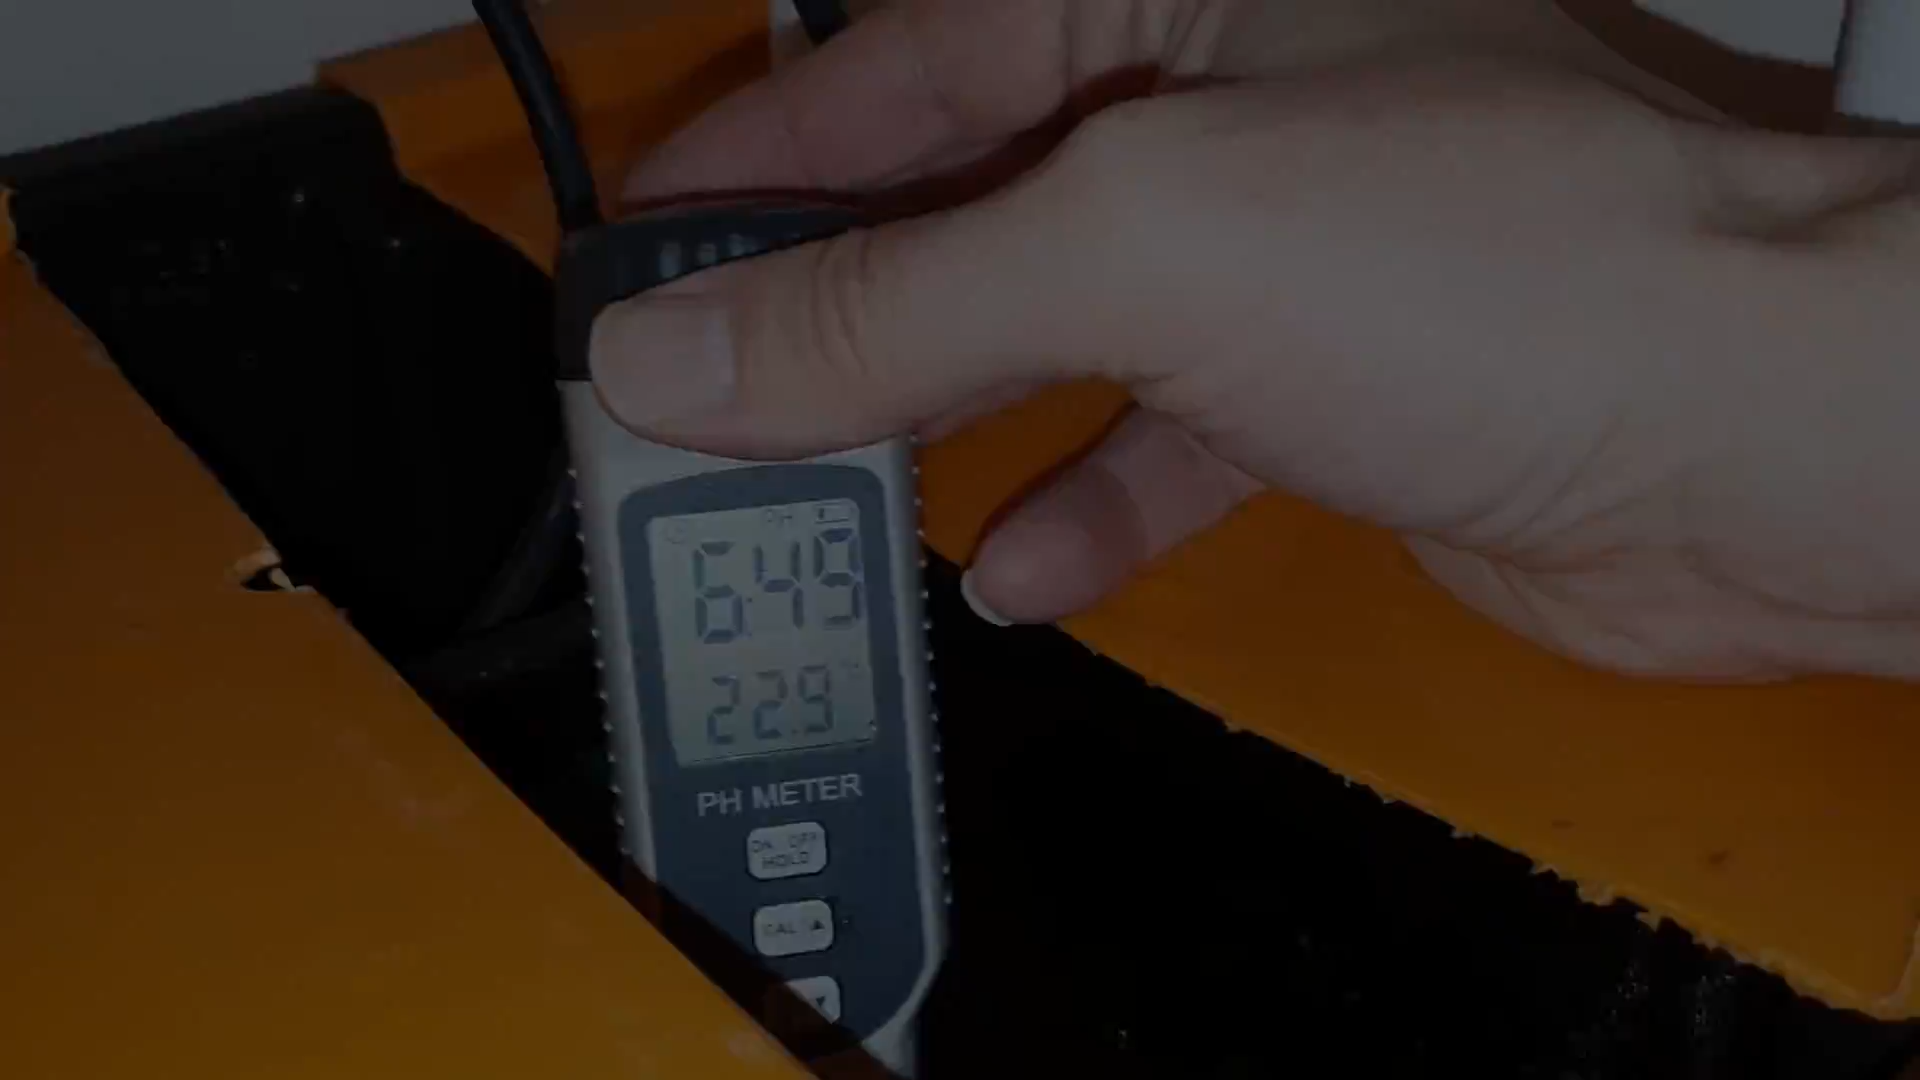 PH
6.49
22.9
PH METER
ON OFF
HOLD
CAL ▲
▼